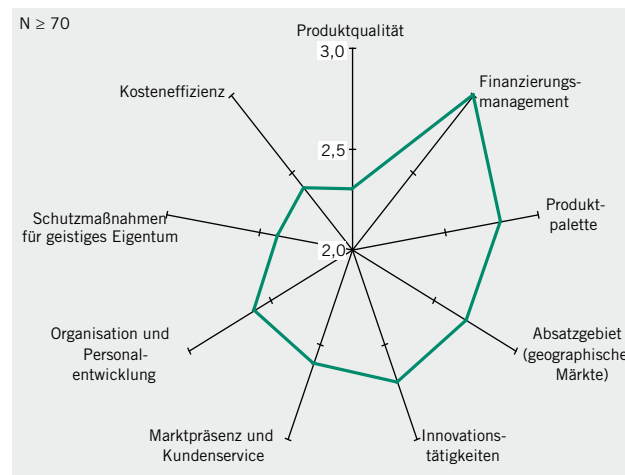 N ≥ 70
Produktqualität
3,0
Finanzierungs-
management
Kosteneffizienz
2,5
Produkt-
palette
Schutzmaßnahmen
für geistiges Eigentum
2,0
Absatzgebiet
(geographische
Märkte)
Organisation und
Personal-
entwicklung
Marktpräsenz und
Kundenservice
Innovations-
tätigkeiten